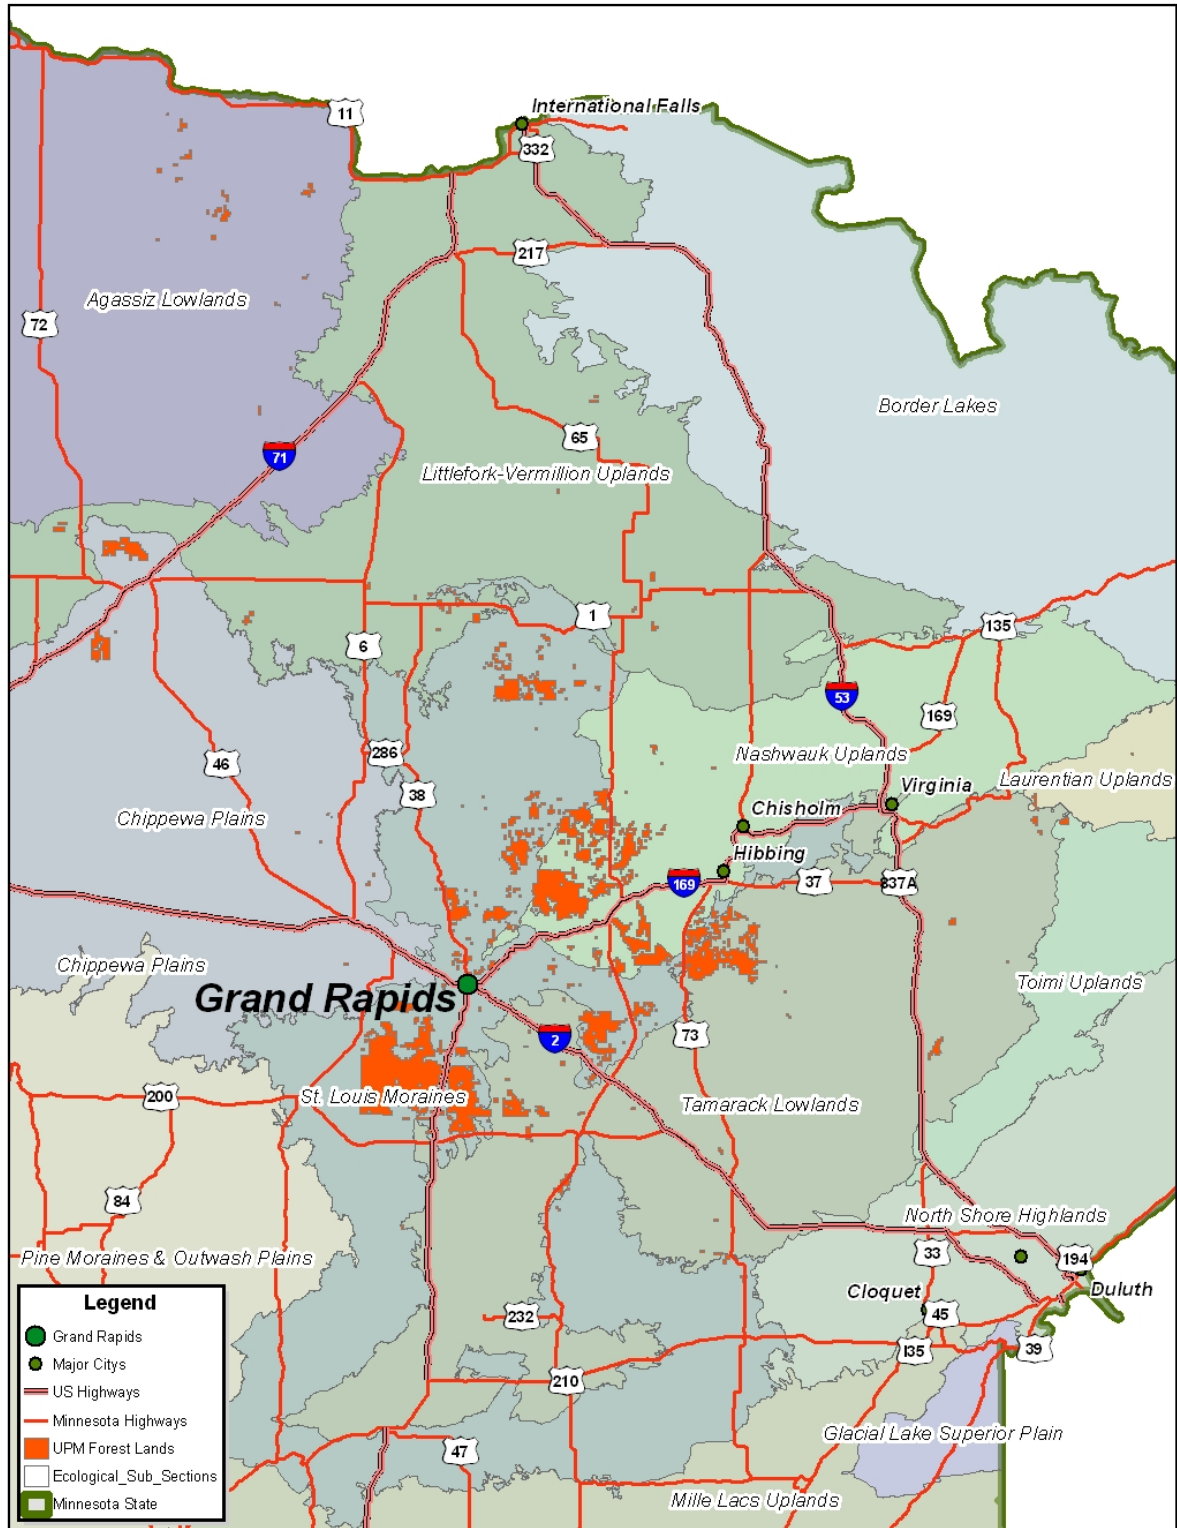 International Falls
11
332
217
Agassiz Lowlands
72
Border Lakes
65
71
Littlefork-Vermillion Uplands
1
135
6
53
169
286
46
Nashwauk Uplands
Laurentian Uplands
38
Virginia
Chisholm
Chippewa Plains
Hibbing
169
37
837A
Chippewa Plains
Toimi Uplands
Grand Rapids
2
73
200
St. Louis Moraines
Tamarack Lowlands
84
North Shore Highlands
Pine Moraines & Outwash Plains
33
194
Cloquet
Duluth
45
232
I35
39
210
Glacial Lake Superior Plain
47
Mille Lacs Uplands
Legend
Grand Rapids
Major Citys
US Highways
Minnesota Highways
UPM Forest Lands
Ecological_Sub_Sections
Minnesota State